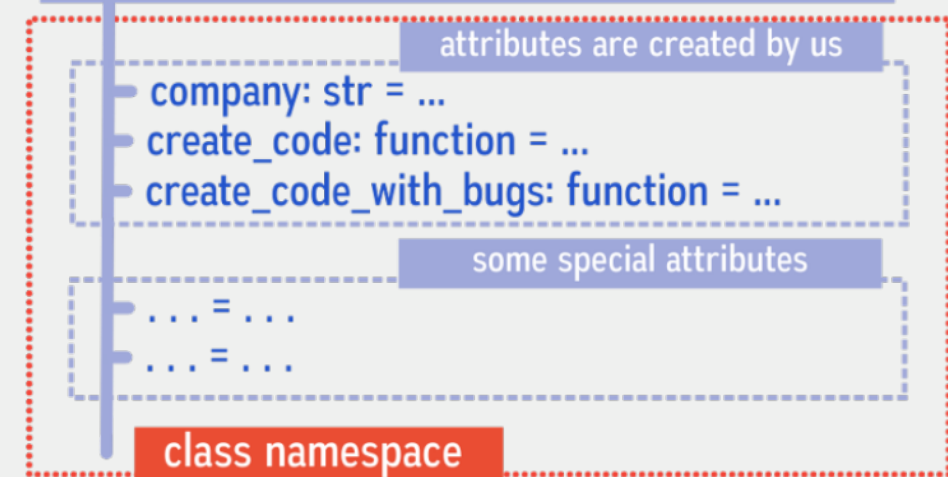 attributes are created by us
company: str = ...
create_code: function = ...
create_code_with_bugs: function = ...
some special attributes
. . . = . . .
. . . = . . .
class namespace